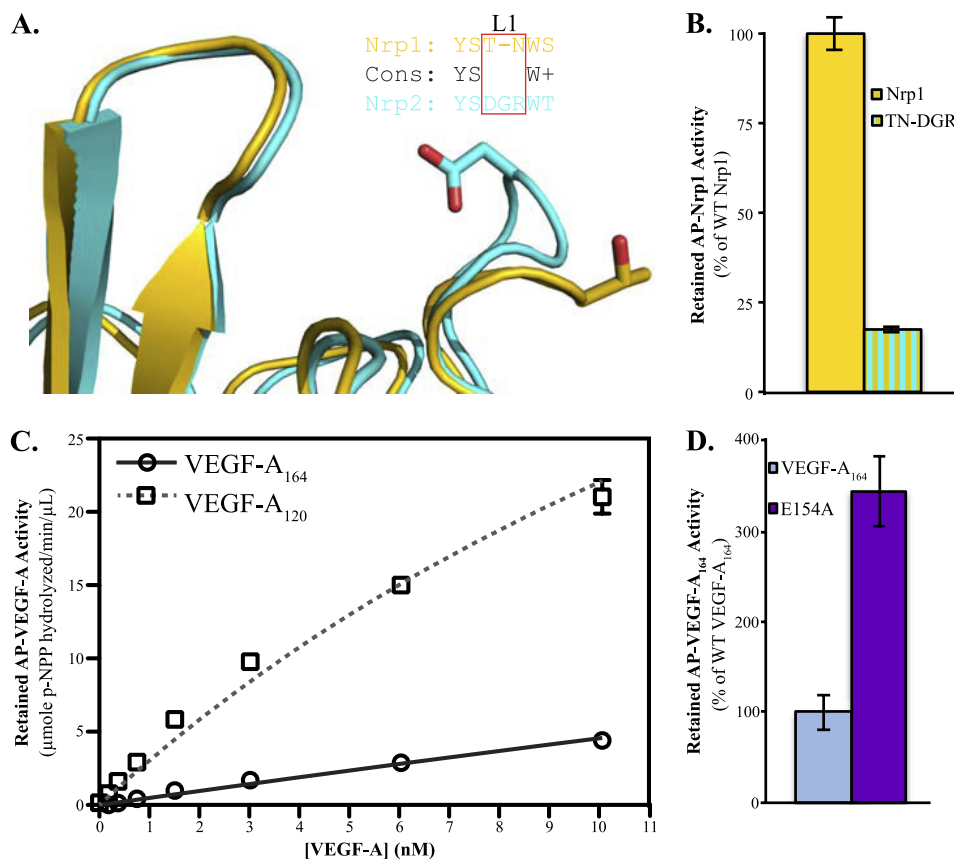 A.
L1
Nrp1: YST-NWS
Cons: YS W+
Nrp2: YSDGRWT
B.
Retained AP-Nrp1 Activity
(% of WT Nrp1)
100
75
50
25
0
Nrp1
TN-DGR
C.
Retained AP-VEGF-A Activity
(µmole p-NPP hydrolyzed/min/µL)
25
20
15
10
5
0
VEGF-A164
VEGF-A120
0 1 2 3 4 5 6 7 8 9 10 11
[VEGF-A] (nM)
D.
Retained AP-VEGF-A164 Activity
(% of WT VEGF-A164)
400
300
200
100
0
VEGF-A164
E154A